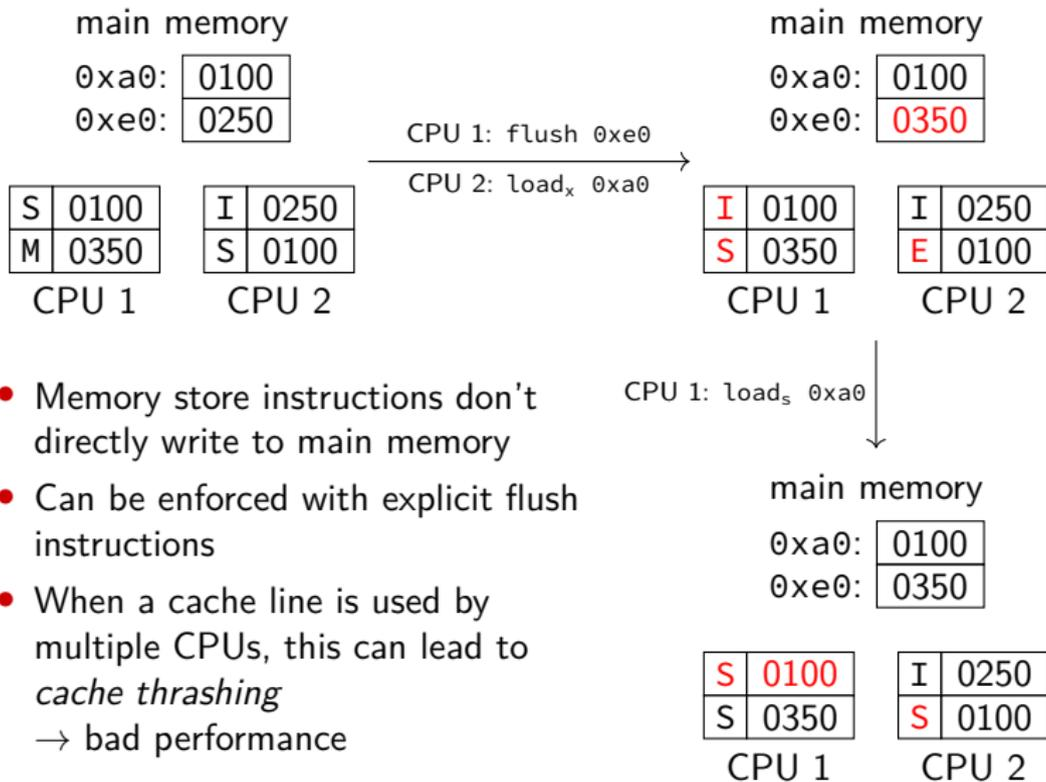 main memory
0xa0: 0100
0xe0: 0250
S 0100
M 0350
CPU 1
I 0250
S 0100
CPU 2
CPU 1: flush 0xe0
CPU 2: loadₓ 0xa0
main memory
0xa0: 0100
0xe0: 0350
I 0100
S 0350
CPU 1
I 0250
E 0100
CPU 2
• Memory store instructions don't
directly write to main memory
• Can be enforced with explicit flush
instructions
• When a cache line is used by
multiple CPUs, this can lead to
cache thrashing
→ bad performance
CPU 1: loadₛ 0xa0
main memory
0xa0: 0100
0xe0: 0350
S 0100
S 0350
CPU 1
I 0250
S 0100
CPU 2